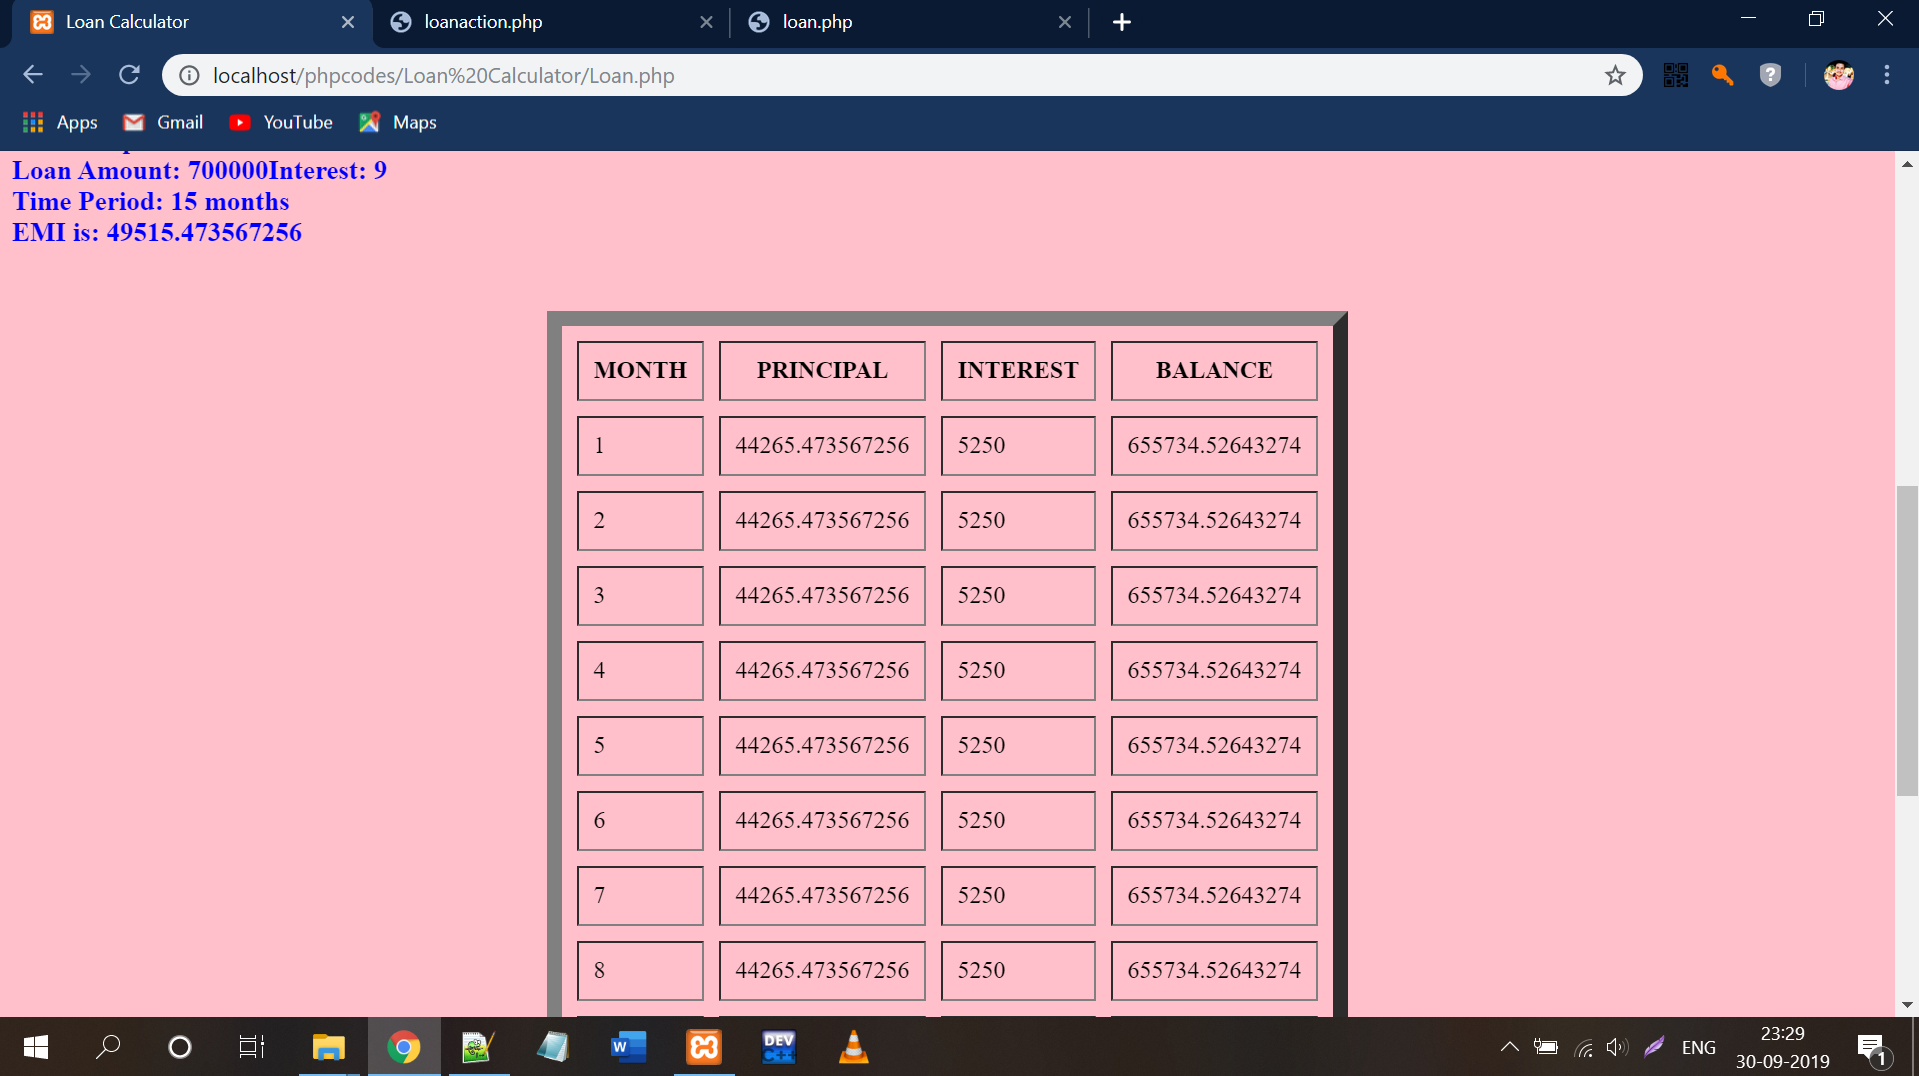 Loan Calculator
loanaction.php
loan.php
localhost/phpcodes/Loan%20Calculator/Loan.php
Apps Gmail YouTube Maps
Loan Amount: 700000Interest: 9
Time Period: 15 months
EMI is: 49515.473567256
MONTH PRINCIPAL INTEREST BALANCE
1 44265.473567256 5250 655734.52643274
2 44265.473567256 5250 655734.52643274
3 44265.473567256 5250 655734.52643274
4 44265.473567256 5250 655734.52643274
5 44265.473567256 5250 655734.52643274
6 44265.473567256 5250 655734.52643274
7 44265.473567256 5250 655734.52643274
8 44265.473567256 5250 655734.52643274
W
DEV
C++
ENG
23:29
30-09-2019
1